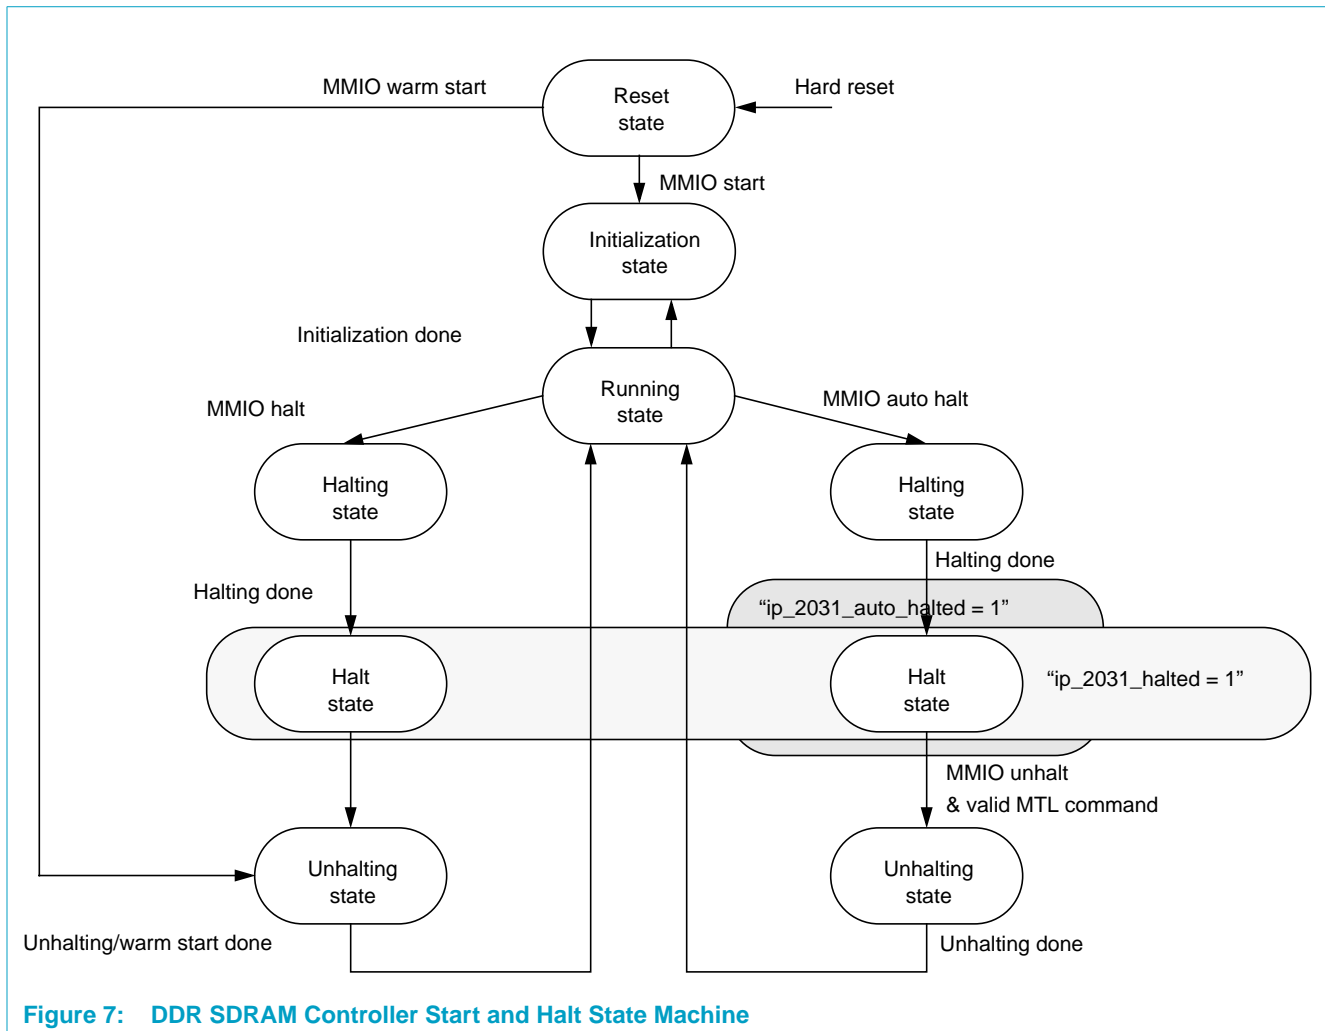 MMIO warm start
Hard reset
Reset
state
MMIO start
Initialization
state
Initialization done
Running
state
MMIO halt
MMIO auto halt
Halting
state
Halting
state
Halting done
Halting done
“ip_2031_auto_halted = 1”
Halt
state
Halt
state
“ip_2031_halted = 1”
MMIO unhalt
& valid MTL command
Unhalting
state
Unhalting
state
Unhalting/warm start done
Unhalting done
Figure 7: DDR SDRAM Controller Start and Halt State Machine